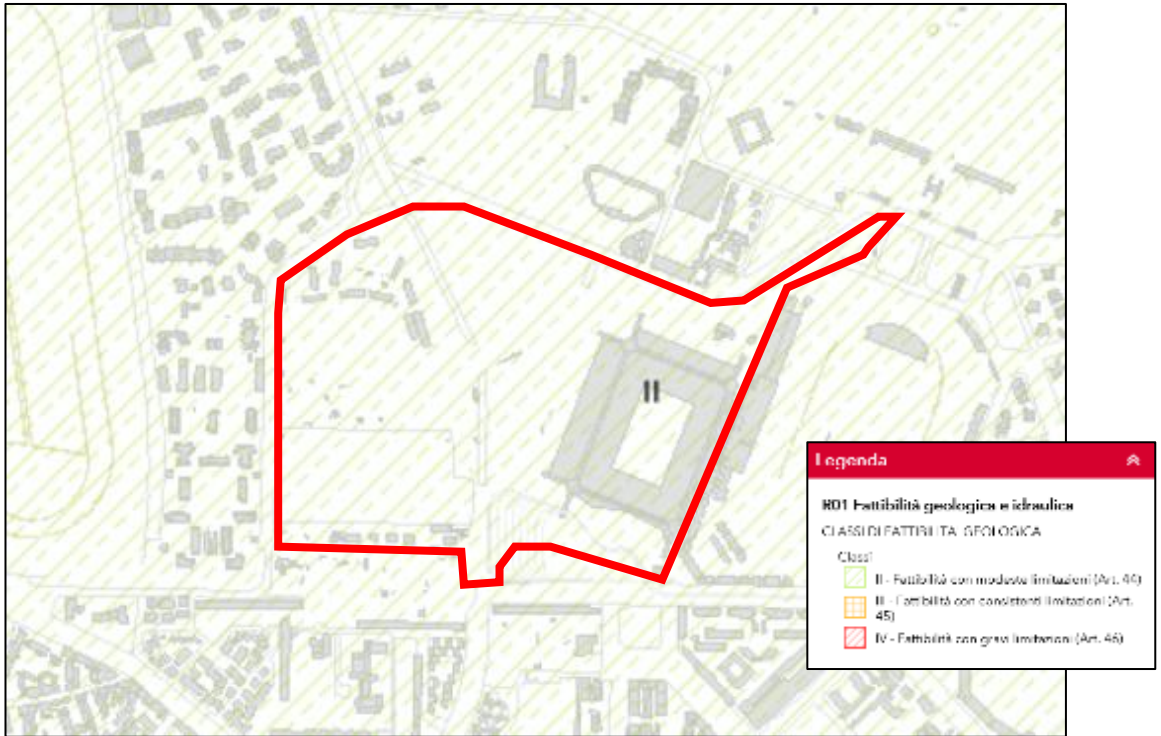 II
Legenda
R01 Fattibilità geologica e idraulica
CLASSI DI FATTIBILITA GEOLOGICA
Classi
II - Fattibilità con modeste limitazioni (Art. 44)
III - Fattibilità con consistenti limitazioni (Art.
45)
IV - Fattibilità con gravi limitazioni (Art. 46)